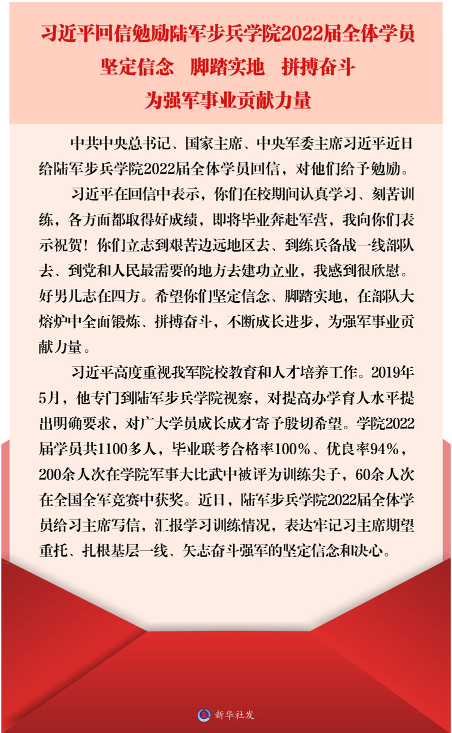 习近平回信勉励陆军步兵学院2022届全体学员
坚定信念 脚踏实地 拼搏奋斗
为强军事业贡献力量
中共中央总书记、国家主席、中央军委主席习近平近日
给陆军步兵学院2022届全体学员回信，对他们给予勉励。
习近平在回信中表示，你们在校期间认真学习、刻苦训
练，各方面都取得好成绩，即将毕业奔赴军营，我向你们表
示祝贺！你们立志到艰苦边远地区去、到练兵备战一线部队
去、到党和人民最需要的地方去建功立业，我感到很欣慰。
好男儿志在四方。希望你们坚定信念、脚踏实地，在部队大
熔炉中全面锻炼、拼搏奋斗，不断成长进步，为强军事业贡
献力量。
习近平高度重视我军院校教育和人才培养工作。2019年
5月，他专门到陆军步兵学院视察，对提高办学育人水平提
出明确要求，对广大学员成长成才寄予殷切希望。学院2022
届学员共1100多人，毕业联考合格率100%、优良率94%，
200余人次在学院军事大比武中被评为训练尖子，60余人次
在全国全军竞赛中获奖。近日，陆军步兵学院2022届全体学
员给习主席写信，汇报学习训练情况，表达牢记习主席期望
重托、扎根基层一线、矢志奋斗强军的坚定信念和决心。
新华社发